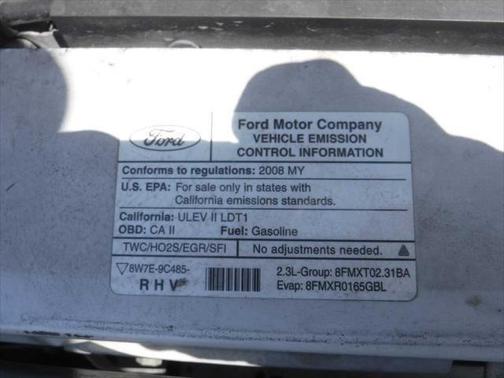 Ford
Ford Motor Company
VEHICLE EMISSION
CONTROL INFORMATION
Conforms to regulations: 2008 MY
U.S. EPA: For sale only in states with
California emissions standards.
California: ULEV II LDT1
OBD: CA II Fuel: Gasoline
TWC/HO2S/EGR/SFI No adjustments needed.
8W7E-9C485-
R H V
2.3L-Group: 8FMXT02.31BA
Evap: 8FMXR0165GBL